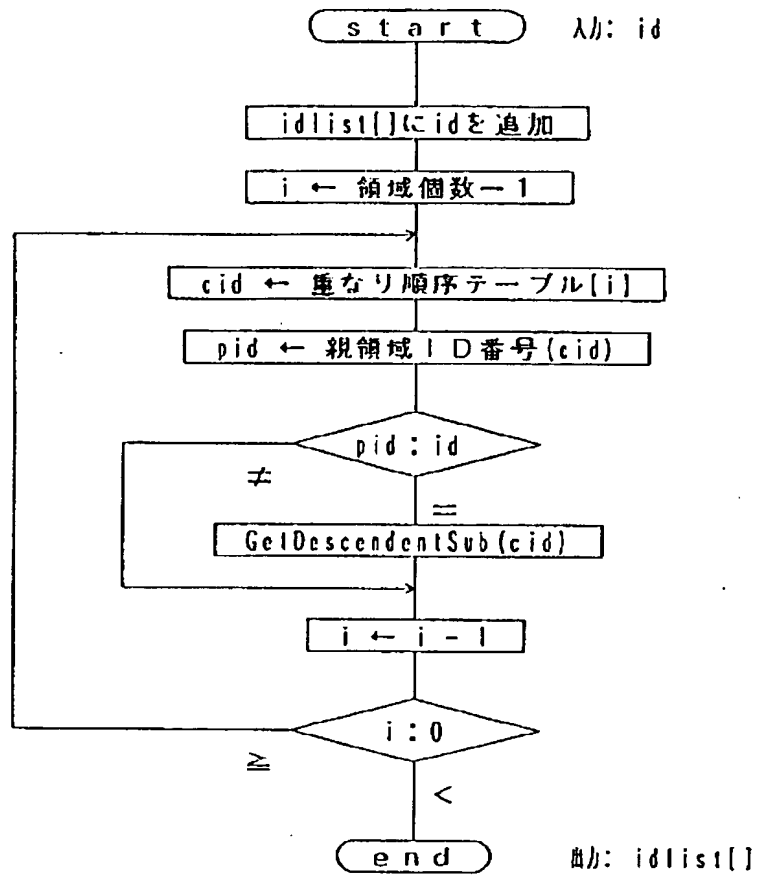 start 入力: id
idlist[]にidを追加
i ← 領域個数－1
cid ← 重なり順序テーブル[i]
pid ← 親領域ID番号(cid)
pid:id
≠
=
GetDescendentSub(cid)
i ← i - 1
i:0
≧
<
end 出力: idlist[]